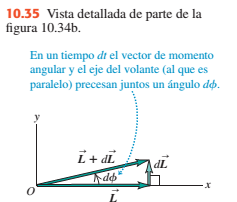 10.35 Vista detallada de parte de la
figura 10.34b.
En un tiempo dt el vector de momento
angular y el eje del volante (al que es
paralelo) precesan juntos un ángulo dϕ.
y
L⃗ + dL⃗
dL⃗
dϕ
O
x
L⃗